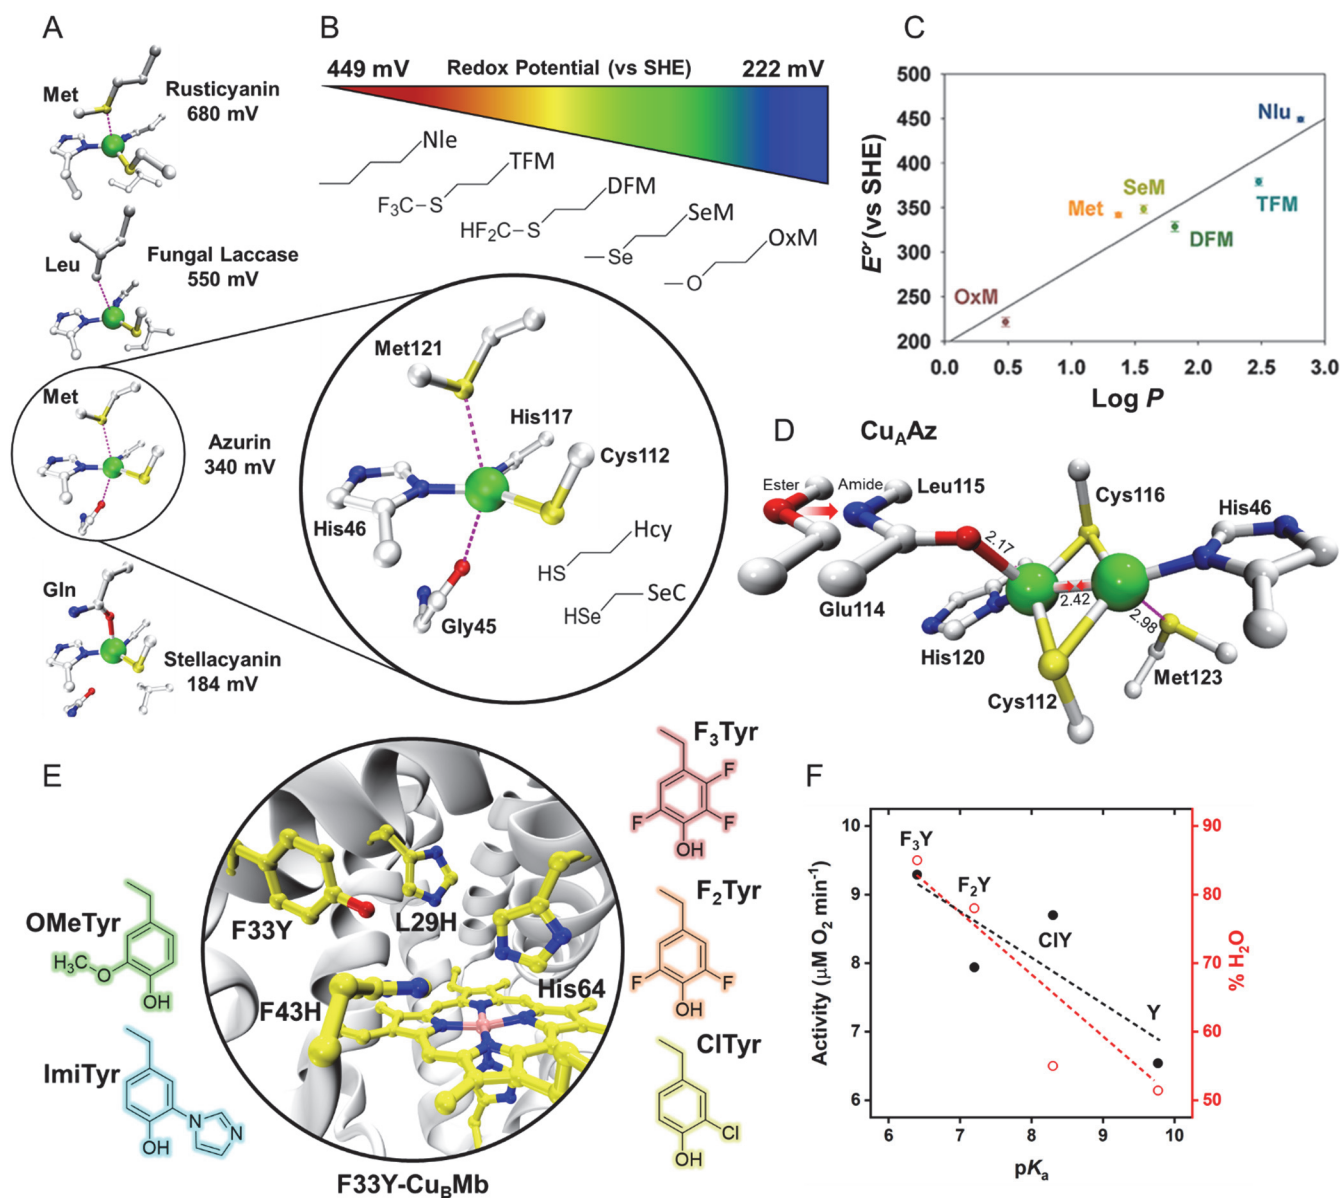 A
Met
Rusticyanin
680 mV
Leu
Fungal Laccase
550 mV
Met
Azurin
340 mV
Gln
Stellacyanin
184 mV
B
449 mV
Redox Potential (vs SHE)
222 mV
Nle
F₃C–S
TFM
HF₂C–S
DFM
Se
SeM
O
OxM
Met121
His117
Cys112
His46
Gly45
Hcy
HS
SeC
HSe
C
E°′ (vs SHE)
500
450
400
350
300
250
200
Nlu
SeM
Met
TFM
DFM
OxM
0.0
0.5
1.0
1.5
2.0
2.5
3.0
Log P
D
CuAAz
Ester
Amide
Leu115
Cys116
His46
2.17
2.42
2.98
Glu114
His120
Cys112
Met123
E
OMeTyr
H₃C
O
OH
ImiTyr
OH
N
N
F33Y
L29H
F43H
His64
F33Y-CuBMb
F₃Tyr
F
F
F
OH
F₂Tyr
F
F
OH
ClTyr
Cl
OH
F
Activity (μM O₂ min⁻¹)
10
9
8
7
6
F₃Y
F₂Y
ClY
Y
90
80
70
60
50
% H₂O
6
7
8
9
10
pKa